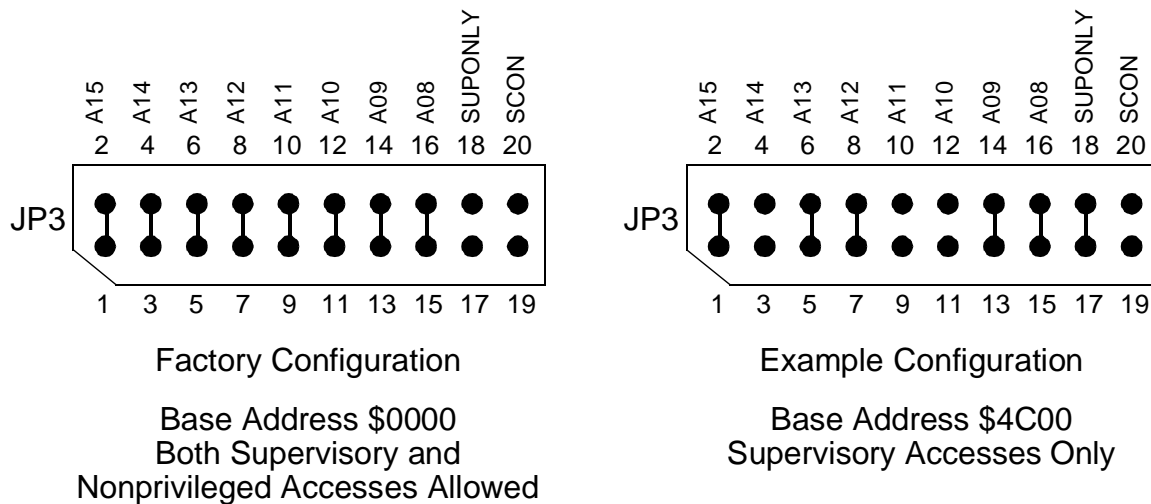 A15 A14 A13 A12 A11 A10 A09 A08 SUPONLY SCON
2 4 6 8 10 12 14 16 18 20
JP3
1 3 5 7 9 11 13 15 17 19
Factory Configuration
Base Address $0000
Both Supervisory and
Nonprivileged Accesses Allowed
A15 A14 A13 A12 A11 A10 A09 A08 SUPONLY SCON
2 4 6 8 10 12 14 16 18 20
JP3
1 3 5 7 9 11 13 15 17 19
Example Configuration
Base Address $4C00
Supervisory Accesses Only